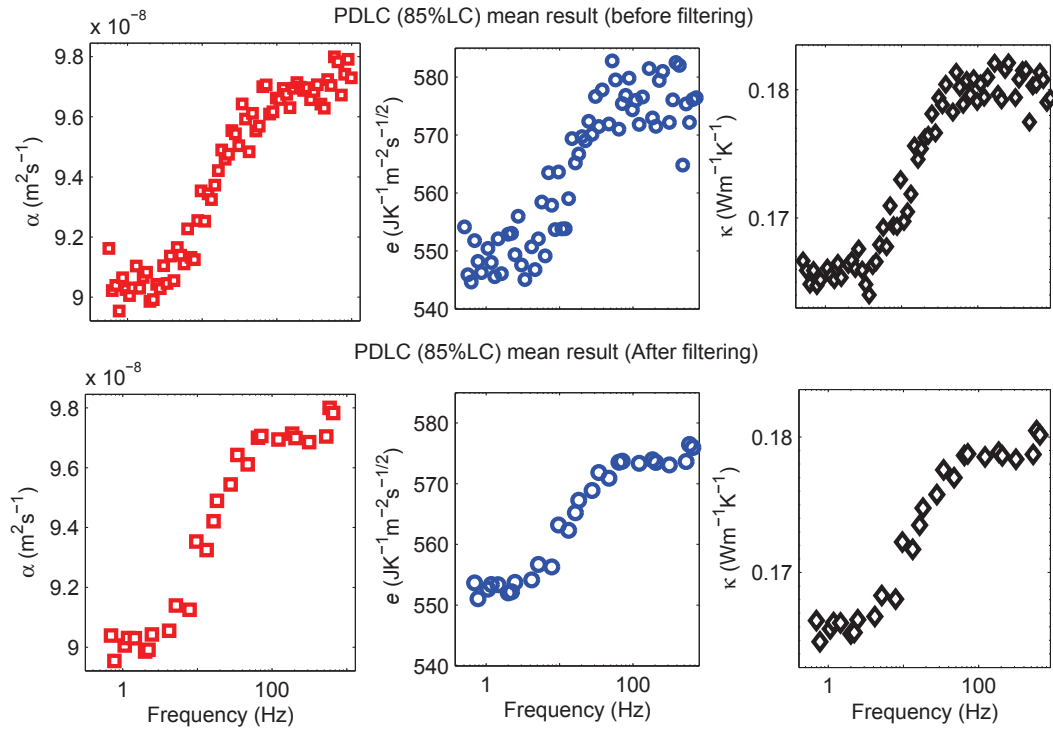 PDLC (85%LC) mean result (before filtering)
x 10⁻⁸
9.8
9.6
9.4
9.2
9
α (m²s⁻¹)
580
570
560
550
540
e (JK⁻¹m⁻²s⁻¹/²)
0.18
0.17
κ (Wm⁻¹K⁻¹)
PDLC (85%LC) mean result (After filtering)
x 10⁻⁸
9.8
9.6
9.4
9.2
9
α (m²s⁻¹)
1
100
Frequency (Hz)
580
570
560
550
540
e (JK⁻¹m⁻²s⁻¹/²)
1
100
Frequency (Hz)
0.18
0.17
κ (Wm⁻¹K⁻¹)
1
100
Frequency (Hz)